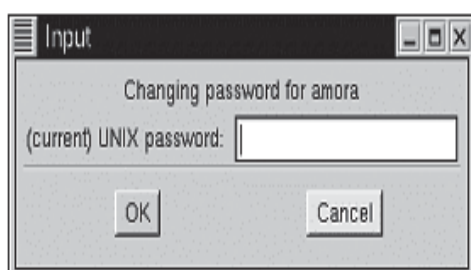 Input
Changing password for amora
(current) UNIX password:
OK Cancel